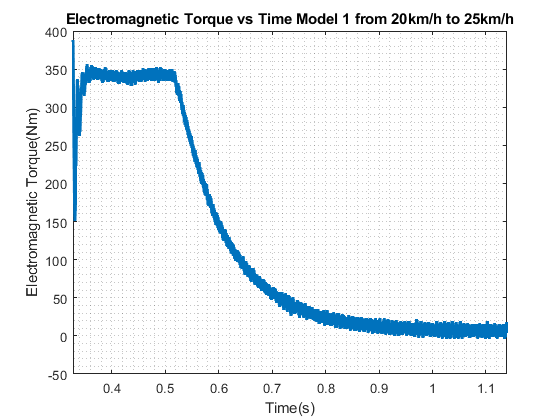 Electromagnetic Torque vs Time Model 1 from 20km/h to 25km/h
400
350
300
250
200
150
100
50
0
-50
Electromagnetic Torque(Nm)
0.4 0.5 0.6 0.7 0.8 0.9 1 1.1
Time(s)